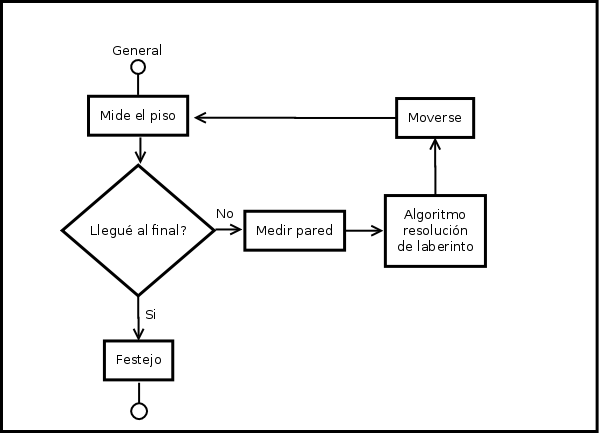 General
Mide el piso
Moverse
Llegué al final?
No
Medir pared
Algoritmo
resolución
de laberinto
Si
Festejo